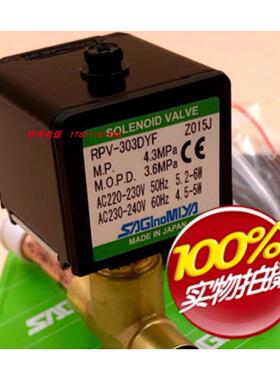 SOLENOID VALVE
RPV-303DYF Z015J
M.P. 4.3MPa
M.O.P.D. 3.6MPa
AC220-230V 50Hz 5.2-6W
AC230-240V 60Hz 4.5-5W
SAGInoMIYA
MADE IN JAPAN
100%
实物拍摄
SAG